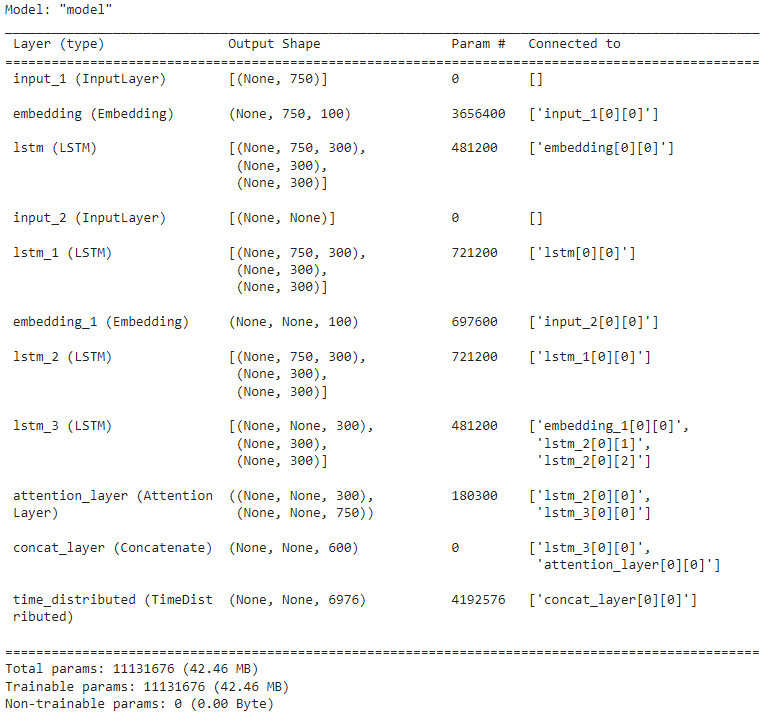 Model: "model"
Layer (type) Output Shape Param # Connected to
input_1 (InputLayer) [(None, 750)] 0 []
embedding (Embedding) (None, 750, 100) 3656400 ['input_1[0][0]']
lstm (LSTM) [(None, 750, 300), 481200 ['embedding[0][0]']
(None, 300),
(None, 300)]
input_2 (InputLayer) [(None, None)] 0 []
lstm_1 (LSTM) [(None, 750, 300), 721200 ['lstm[0][0]']
(None, 300),
(None, 300)]
embedding_1 (Embedding) (None, None, 100) 697600 ['input_2[0][0]']
lstm_2 (LSTM) [(None, 750, 300), 721200 ['lstm_1[0][0]']
(None, 300),
(None, 300)]
lstm_3 (LSTM) [(None, None, 300), 481200 ['embedding_1[0][0]',
(None, 300), 'lstm_2[0][1]',
(None, 300)] 'lstm_2[0][2]']
attention_layer (Attention ((None, None, 300), 180300 ['lstm_2[0][0]',
Layer) (None, None, 750)) 'lstm_3[0][0]']
concat_layer (Concatenate) (None, None, 600) 0 ['lstm_3[0][0]',
'attention_layer[0][0]']
time_distributed (TimeDist (None, None, 6976) 4192576 ['concat_layer[0][0]']
ributed)
Total params: 11131676 (42.46 MB)
Trainable params: 11131676 (42.46 MB)
Non-trainable params: 0 (0.00 Byte)